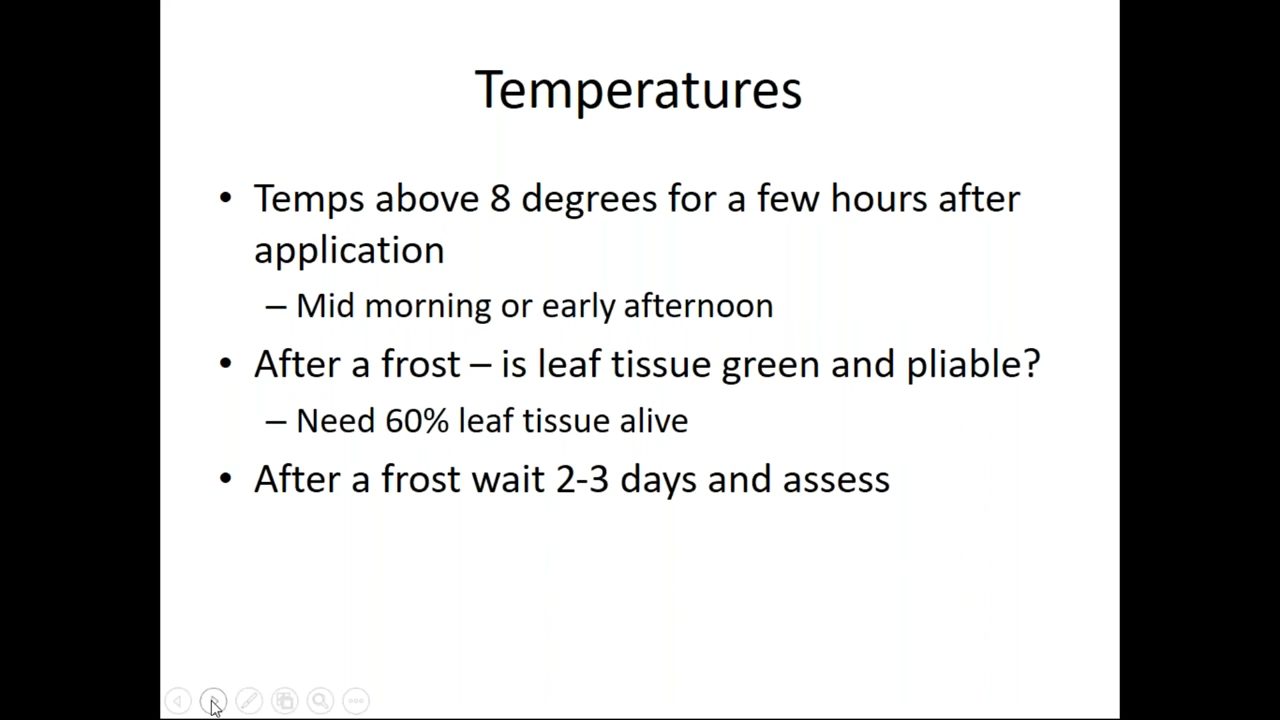 Temperatures
• Temps above 8 degrees for a few hours after
application
– Mid morning or early afternoon
• After a frost – is leaf tissue green and pliable?
– Need 60% leaf tissue alive
• After a frost wait 2-3 days and assess